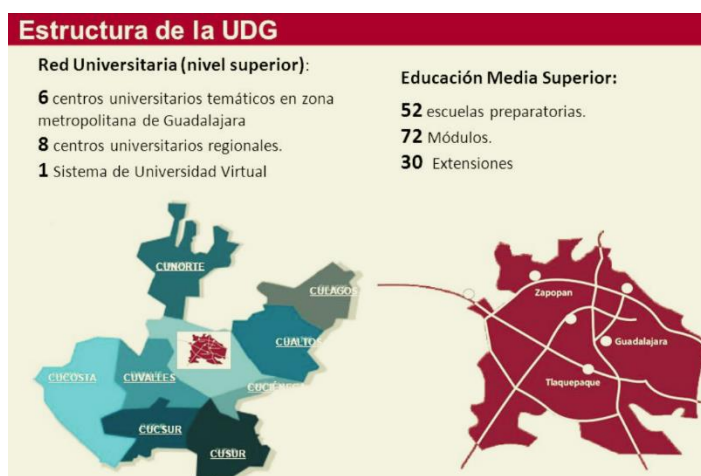 Estructura de la UDG
Red Universitaria (nivel superior):
6 centros universitarios temáticos en zona
metropolitana de Guadalajara
8 centros universitarios regionales.
1 Sistema de Universidad Virtual
Educación Media Superior:
52 escuelas preparatorias.
72 Módulos.
30 Extensiones
CUNORTE
CULAGOS
CUALTOS
CUCOSTA
CUVALLES
CUCIÉNEGA
CUCSUR
CUSUR
Zapopan
Guadalajara
Tlaquepaque